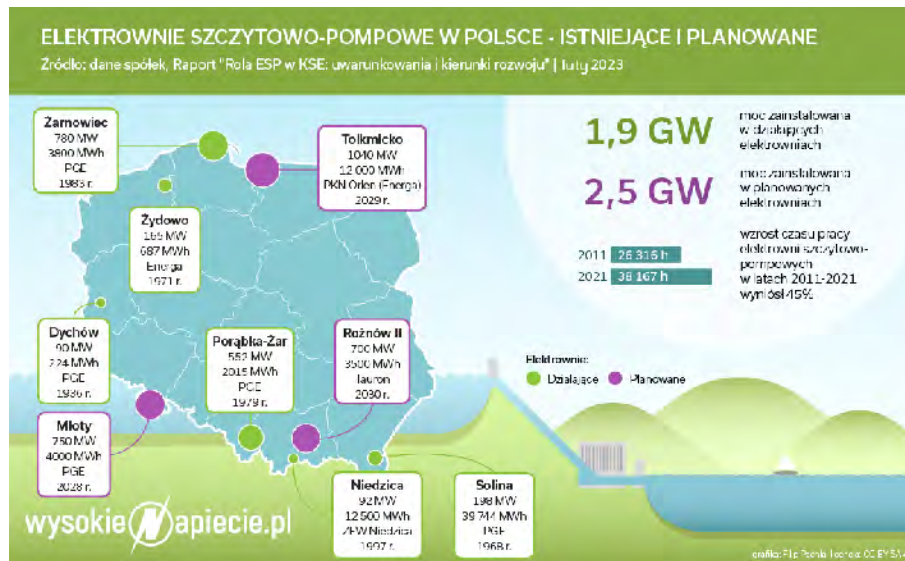 ELEKTROWNIE SZCZYTOWO-POMPOWE W POLSCE - ISTNIEJĄCE I PLANOWANE
Źródło: dane spółek, Raport "Rola ESP w KSE: uwarunkowania i kierunki rozwoju" | luty 2023
Żarnowiec
780 MW
3800 MWh
PGE
1983 r.
Tolkmicko
1040 MW
12 000 MWh
PKN Orlen (Energa)
2029 r.
Żydowo
165 MW
687 MWh
Energa
1971 r.
Dychów
90 MW
224 MWh
PGE
1936 r.
Porąbka-Żar
552 MW
2015 MWh
PGE
1979 r.
Rożnów II
700 MW
3500 MWh
Tauron
2030 r.
Młoty
750 MW
4000 MWh
PGE
2028 r.
Niedzica
92 MW
12 500 MWh
ZEW Niedzica
1997 r.
Solina
198 MW
39 744 MWh
PGE
1968 r.
1,9 GW
moc zainstalowana
w działających
elektrowniach
2,5 GW
moc zainstalowana
w planowanych
elektrowniach
2011 26 316 h
2021 38 167 h
wzrost czasu pracy
elektrowni szczytowo-
pompowych
w latach 2011-2021
wyniósł 45%
Elektrownie:
Działające
Planowane
wysokieNapiecie.pl
grafika: licencja: CC BY SA